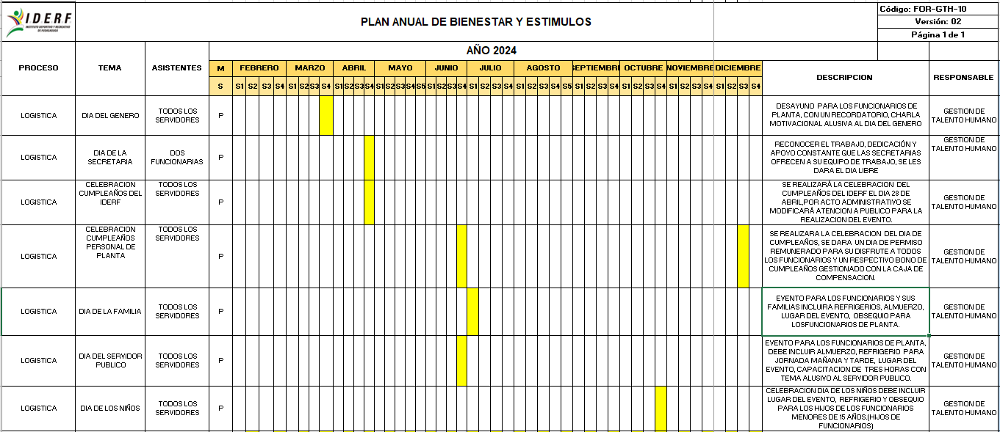 IDERF
INSTITUTO DEPORTIVO Y RECREATIVO
DE FUSAGASUGA
PLAN ANUAL DE BIENESTAR Y ESTIMULOS
Código: FOR-GTH-10
Versión: 02
Página 1 de 1
AÑO 2024
PROCESO TEMA ASISTENTES M FEBRERO MARZO ABRIL MAYO JUNIO JULIO AGOSTO SEPTIEMBRE OCTUBRE NOVIEMBRE DICIEMBRE DESCRIPCION RESPONSABLE
S S1 S2 S3 S4 S1 S2 S3 S4 S1 S2 S3 S4 S1 S2 S3 S4 S5 S1 S2 S3 S4 S1 S2 S3 S4 S1 S2 S3 S4 S5 S1 S2 S3 S4 S1 S2 S3 S4 S1 S2 S3 S4 S1 S2 S3 S4
LOGISTICA
DIA DEL GENERO
TODOS LOS
SERVIDORES
P
DESAYUNO PARA LOS FUNCIONARIOS DE
PLANTA, CON UN RECORDATORIO, CHARLA
MOTIVACIONAL ALUSIVA AL DIA DEL GENERO
GESTION DE
TALENTO HUMANO
LOGISTICA
DIA DE LA
SECRETARIA
DOS
FUNCIONARIAS
P
RECONOCER EL TRABAJO, DEDICACIÓN Y
APOYO CONSTANTE QUE LAS SECRETARIAS
OFRECEN A SU EQUIPO DE TRABAJO, SE LES
DARA EL DIA LIBRE
GESTION DE
TALENTO HUMANO
LOGISTICA
CELEBRACION
CUMPLEAÑOS DEL
IDERF
TODOS LOS
SERVIDORES
P
SE REALIZARÁ LA CELEBRACION DEL
CUMPLEAÑOS DEL IDERF EL DIA 28 DE
ABRIL,POR ACTO ADMINISTRATIVO SE
MODIFICARÁ ATENCION A PUBLICO PARA LA
REALIZACION DEL EVENTO.
GESTION DE
TALENTO HUMANO
LOGISTICA
CELEBRACION
CUMPLEAÑOS
PERSONAL DE
PLANTA
TODOS LOS
SERVIDORES
P
SE REALIZARA LA CELEBRACION DEL DIA DE
CUMPLEAÑOS, SE DARA UN DIA DE PERMISO
REMUNERADO PARA SU DISFRUTE A TODOS
LOS FUNCIONARIOS Y UN RESPECTIVO BONO DE
CUMPLEAÑOS GESTIONADO CON LA CAJA DE
COMPENSACION.
GESTION DE
TALENTO HUMANO
LOGISTICA
DIA DE LA FAMILIA
TODOS LOS
SERVIDORES
P
EVENTO PARA LOS FUNCIONARIOS Y SUS
FAMILIAS INCLUIRA REFRIGERIOS, ALMUERZO,
LUGAR DEL EVENTO, OBSEQUIO PARA
LOSFUNCIONARIOS DE PLANTA.
GESTION DE
TALENTO HUMANO
LOGISTICA
DIA DEL SERVIDOR
PUBLICO
TODOS LOS
SERVIDORES
P
EVENTO PARA LOS FUNCIONARIOS DE PLANTA,
DEBE INCLUIR ALMUERZO, REFRIGERIO PARA
JORNADA MAÑANA Y TARDE, LUGAR DEL
EVENTO, CAPACITACION DE TRES HORAS CON
TEMA ALUSIVO AL SERVIDOR PUBLICO.
GESTION DE
TALENTO HUMANO
LOGISTICA
DIA DE LOS NIÑOS
TODOS LOS
SERVIDORES
P
CELEBRACION DIA DE LOS NIÑOS DEBE INCLUIR
LUGAR DEL EVENTO, REFRIGERIO Y OBSEQUIO
PARA LOS HIJOS DE LOS FUNCIONARIOS
MENORES DE 15 AÑOS.(HIJOS DE
FUNCIONARIOS)
GESTION DE
TALENTO HUMANO